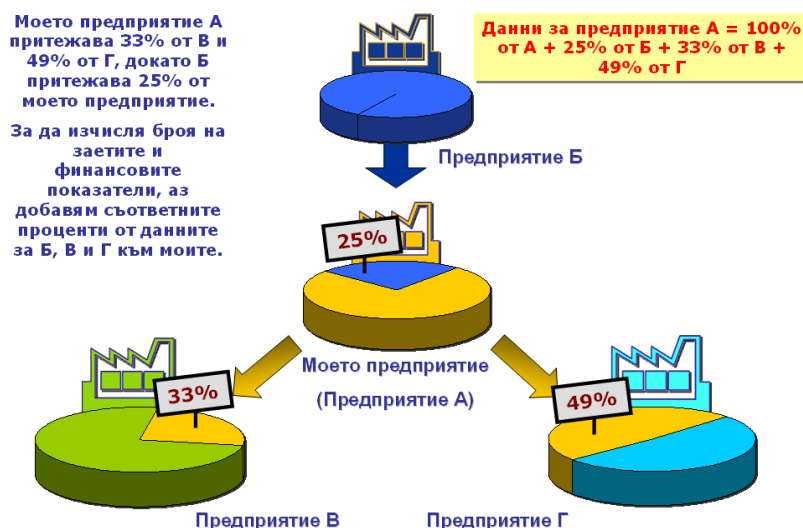 Моето предприятие А
притежава 33% от В и
49% от Г, докато Б
притежава 25% от
моето предприятие.
За да изчисля броя на
заетите и
финансовите
показатели, аз
добавям съответните
проценти от данните
за Б, В и Г към моите.
Данни за предприятие А = 100%
от А + 25% от Б + 33% от В +
49% от Г
Предприятие Б
25%
Моето предприятие
(Предприятие А)
33%
49%
Предприятие В
Предприятие Г